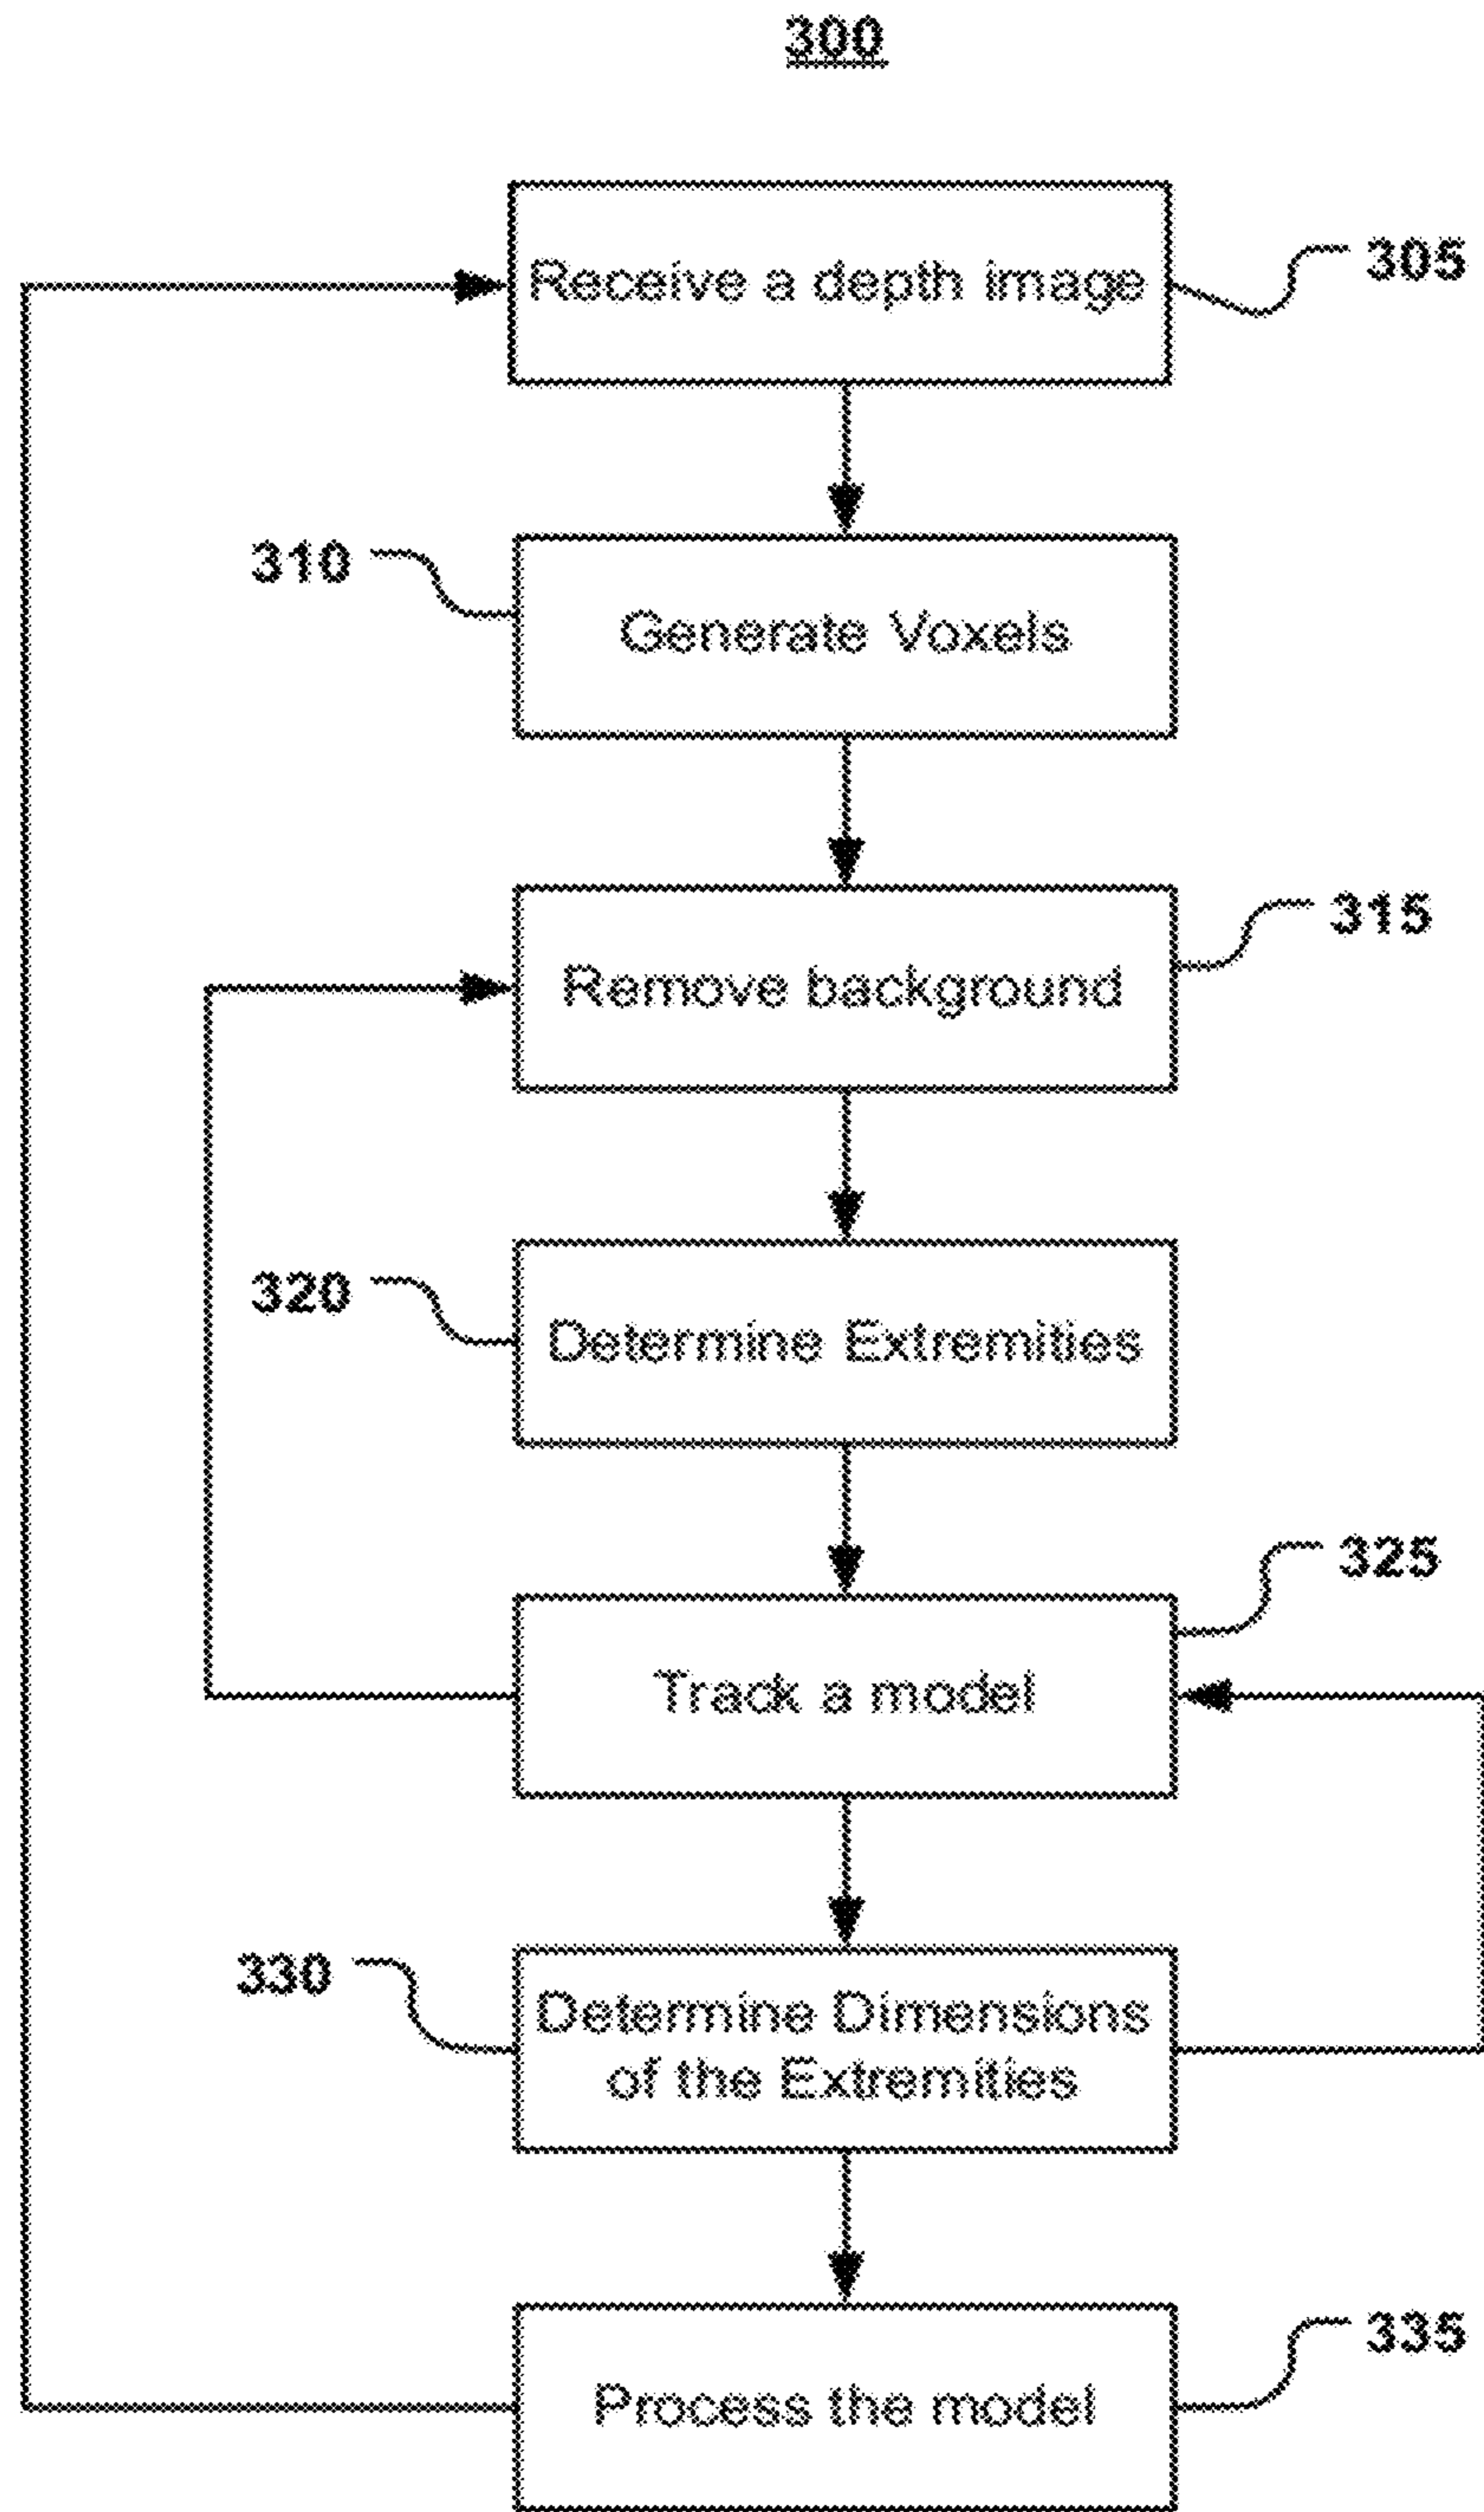 300
Receive a depth image
305
310
Generate Voxels
315
Remove background
320
Determine Extremities
325
Track a model
330
Determine Dimensions
of the Extremities
335
Process the model